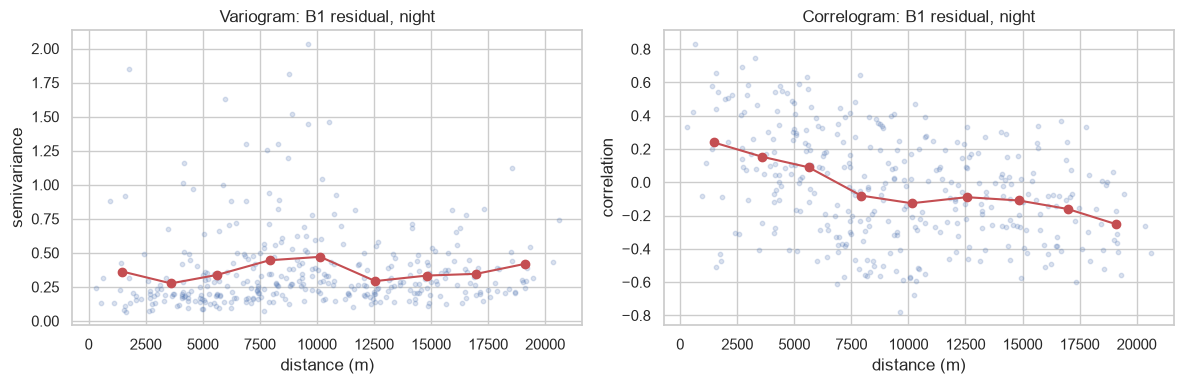 Variogram: B1 residual, night
semivariance
2.00
1.75
1.50
1.25
1.00
0.75
0.50
0.25
0.00
0 2500 5000 7500 10000 12500 15000 17500 20000
distance (m)
Correlogram: B1 residual, night
correlation
0.8
0.6
0.4
0.2
0.0
−0.2
−0.4
−0.6
−0.8
0 2500 5000 7500 10000 12500 15000 17500 20000
distance (m)